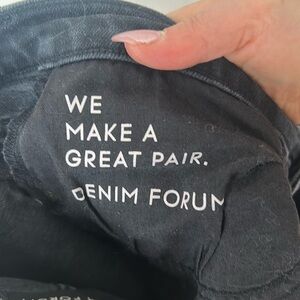 WE
MAKE A
GREAT PAIR.
DENIM FORUM